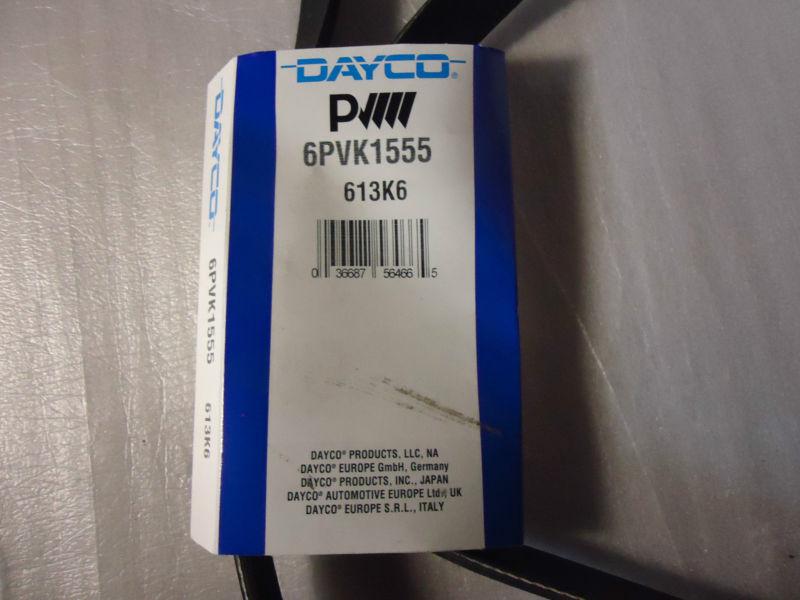 DAYCO®
P
6PVK1555
613K6
0 36687 56466 5
DAYCO® PRODUCTS, LLC, NA
DAYCO® EUROPE GmbH, Germany
DAYCO® PRODUCTS, INC., JAPAN
DAYCO® AUTOMOTIVE EUROPE Ltd, UK
DAYCO® EUROPE S.R.L., ITALY
DAYCO® 6PVK1555 613K6